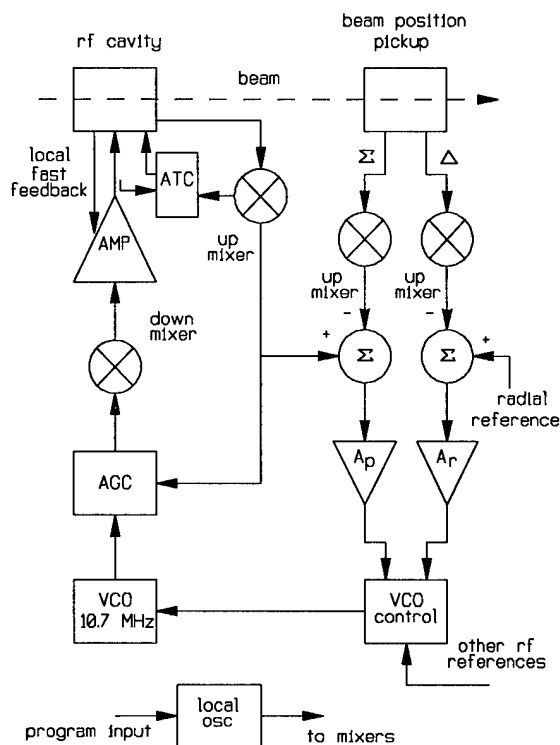 rf cavity
beam position
pickup
beam
local
fast
feedback
ATC
Σ
Δ
AMP
up
mixer
up
mixer
up
mixer
down
mixer
-
-
+
Σ
Σ
+
radial
reference
AGC
Ap
Ar
VCO
10.7 MHz
VCO
control
other rf
references
local
osc
program input
to mixers